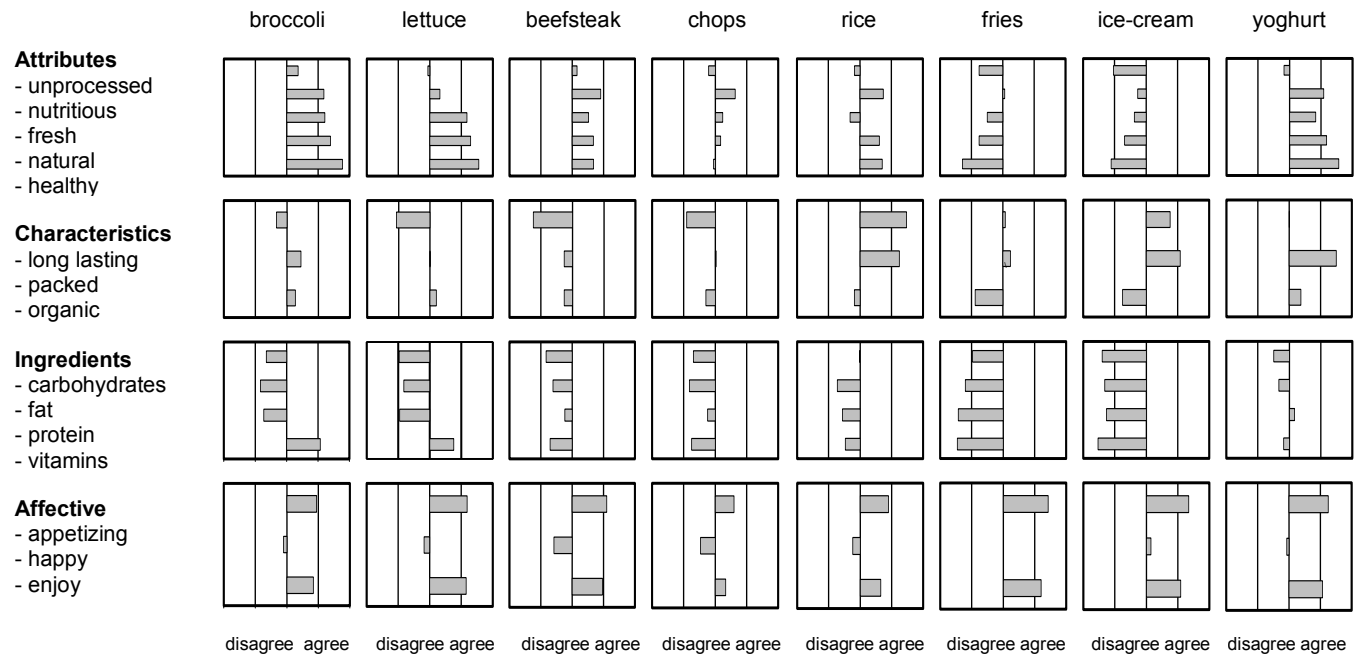 broccoli lettuce beefsteak chops rice fries ice-cream yoghurt
Attributes
- unprocessed
- nutritious
- fresh
- natural
- healthy
Characteristics
- long lasting
- packed
- organic
Ingredients
- carbohydrates
- fat
- protein
- vitamins
Affective
- appetizing
- happy
- enjoy
disagree agree disagree agree disagree agree disagree agree disagree agree disagree agree disagree agree disagree agree